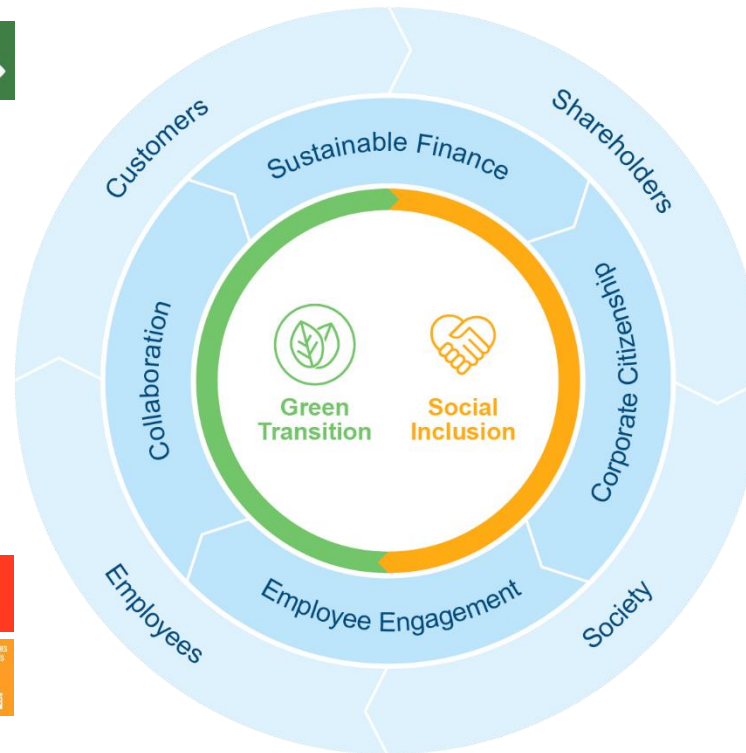 Customers
Shareholders
Sustainable Finance
Collaboration
Corporate Citizenship
Green
Transition
Social
Inclusion
Employee Engagement
Employees
Society